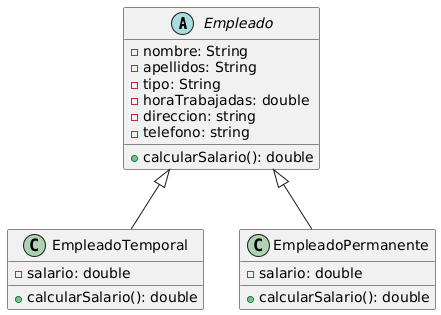 A Empleado
nombre: String
apellidos: String
tipo: String
horaTrabajadas: double
direccion: string
telefono: string
calcularSalario(): double
C EmpleadoTemporal
salario: double
calcularSalario(): double
C EmpleadoPermanente
salario: double
calcularSalario(): double